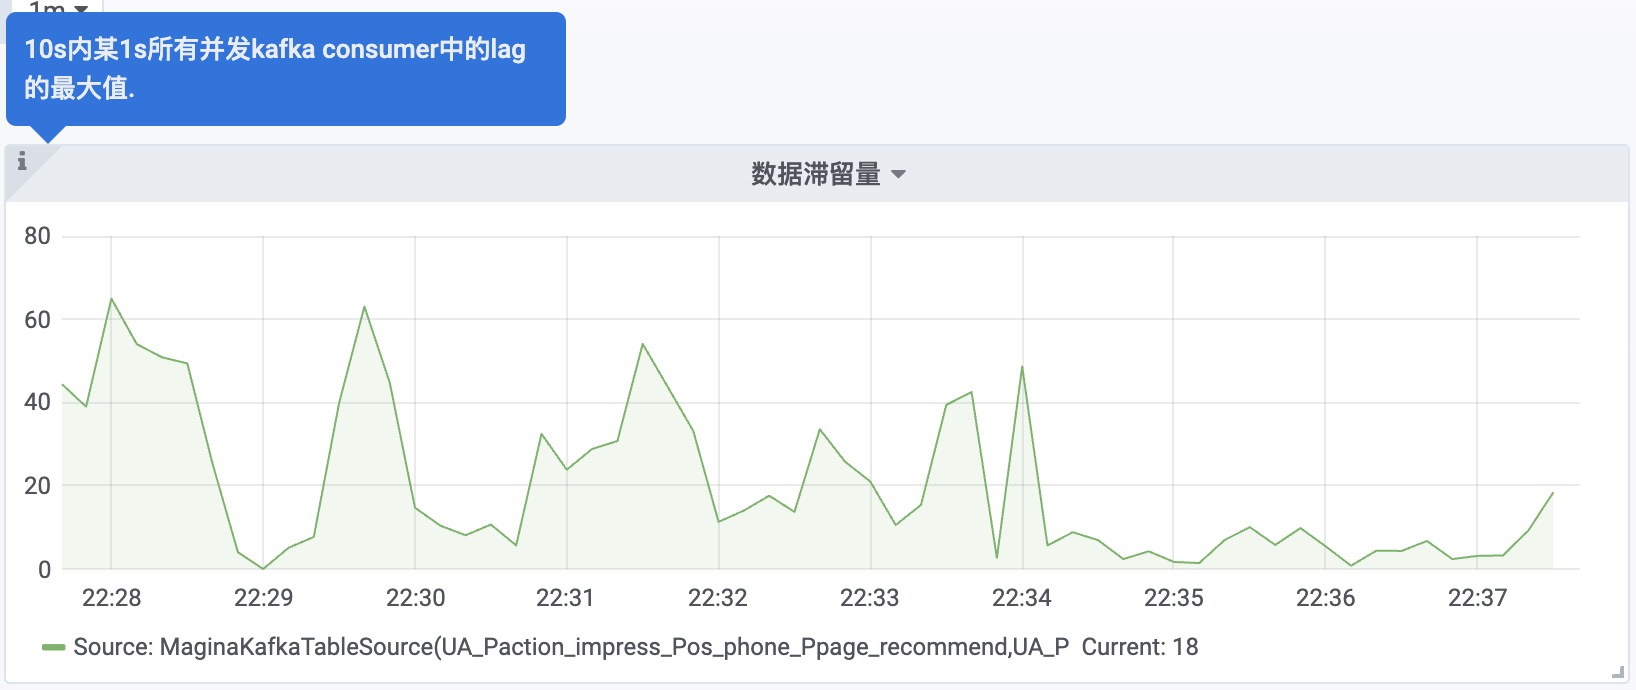 1m
10s内某1s所有并发kafka consumer中的lag
的最大值.
i
数据滞留量
80
60
40
20
0
22:28 22:29 22:30 22:31 22:32 22:33 22:34 22:35 22:36 22:37
Source: MaginaKafkaTableSource(UA_Paction_impress_Pos_phone_Ppage_recommend,UA_P Current: 18